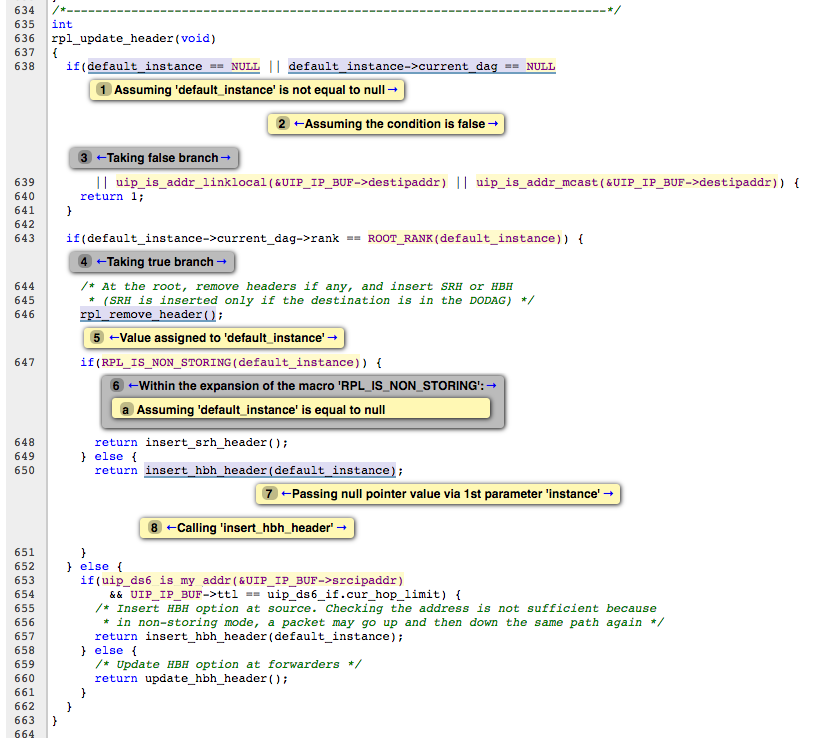 634 /*---------------------------------------------------------------------------*/
635 int
636 rpl_update_header(void)
637 {
638   if(default_instance == NULL || default_instance->current_dag == NULL
1 Assuming 'default_instance' is not equal to null →
2 ←Assuming the condition is false →
3 ←Taking false branch →
639       || uip_is_addr_linklocal(&UIP_IP_BUF->destipaddr) || uip_is_addr_mcast(&UIP_IP_BUF->destipaddr)) {
640     return 1;
641   }
642
643   if(default_instance->current_dag->rank == ROOT_RANK(default_instance)) {
4 ←Taking true branch →
644     /* At the root, remove headers if any, and insert SRH or HBH
645      * (SRH is inserted only if the destination is in the DODAG) */
646     rpl_remove_header();
5 ←Value assigned to 'default_instance' →
647     if(RPL_IS_NON_STORING(default_instance)) {
6 ←Within the expansion of the macro 'RPL_IS_NON_STORING': →
a Assuming 'default_instance' is equal to null
648       return insert_srh_header();
649     } else {
650       return insert_hbh_header(default_instance);
7 ←Passing null pointer value via 1st parameter 'instance' →
8 ←Calling 'insert_hbh_header' →
651     }
652   } else {
653     if(uip_ds6_is_my_addr(&UIP_IP_BUF->srcipaddr)
654         && UIP_IP_BUF->ttl == uip_ds6_if.cur_hop_limit) {
655       /* Insert HBH option at source. Checking the address is not sufficient because
656        * in non-storing mode, a packet may go up and then down the same path again */
657       return insert_hbh_header(default_instance);
658     } else {
659       /* Update HBH option at forwarders */
660       return update_hbh_header();
661     }
662   }
663 }
664